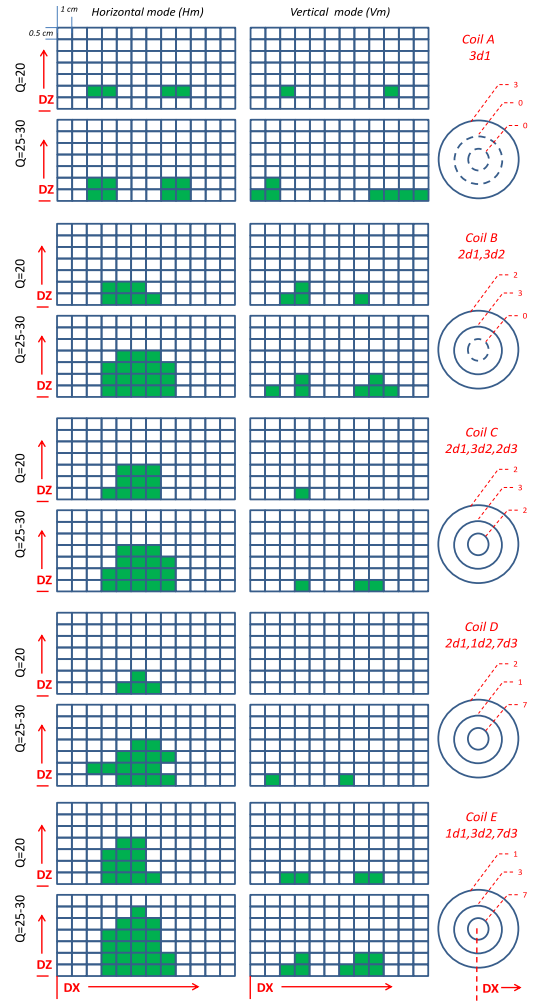 1 cm
Horizontal mode (Hm)
Vertical mode (Vm)
0.5 cm
Q=20
DZ
Coil A
3d1
3
0
0
Q=25-30
DZ
Q=20
DZ
Coil B
2d1,3d2
2
3
0
Q=25-30
DZ
Q=20
DZ
Coil C
2d1,3d2,2d3
2
3
2
Q=25-30
DZ
Q=20
DZ
Coil D
2d1,1d2,7d3
2
1
7
Q=25-30
DZ
Q=20
DZ
Coil E
1d1,3d2,7d3
1
3
7
Q=25-30
DZ
DX
DX
DX